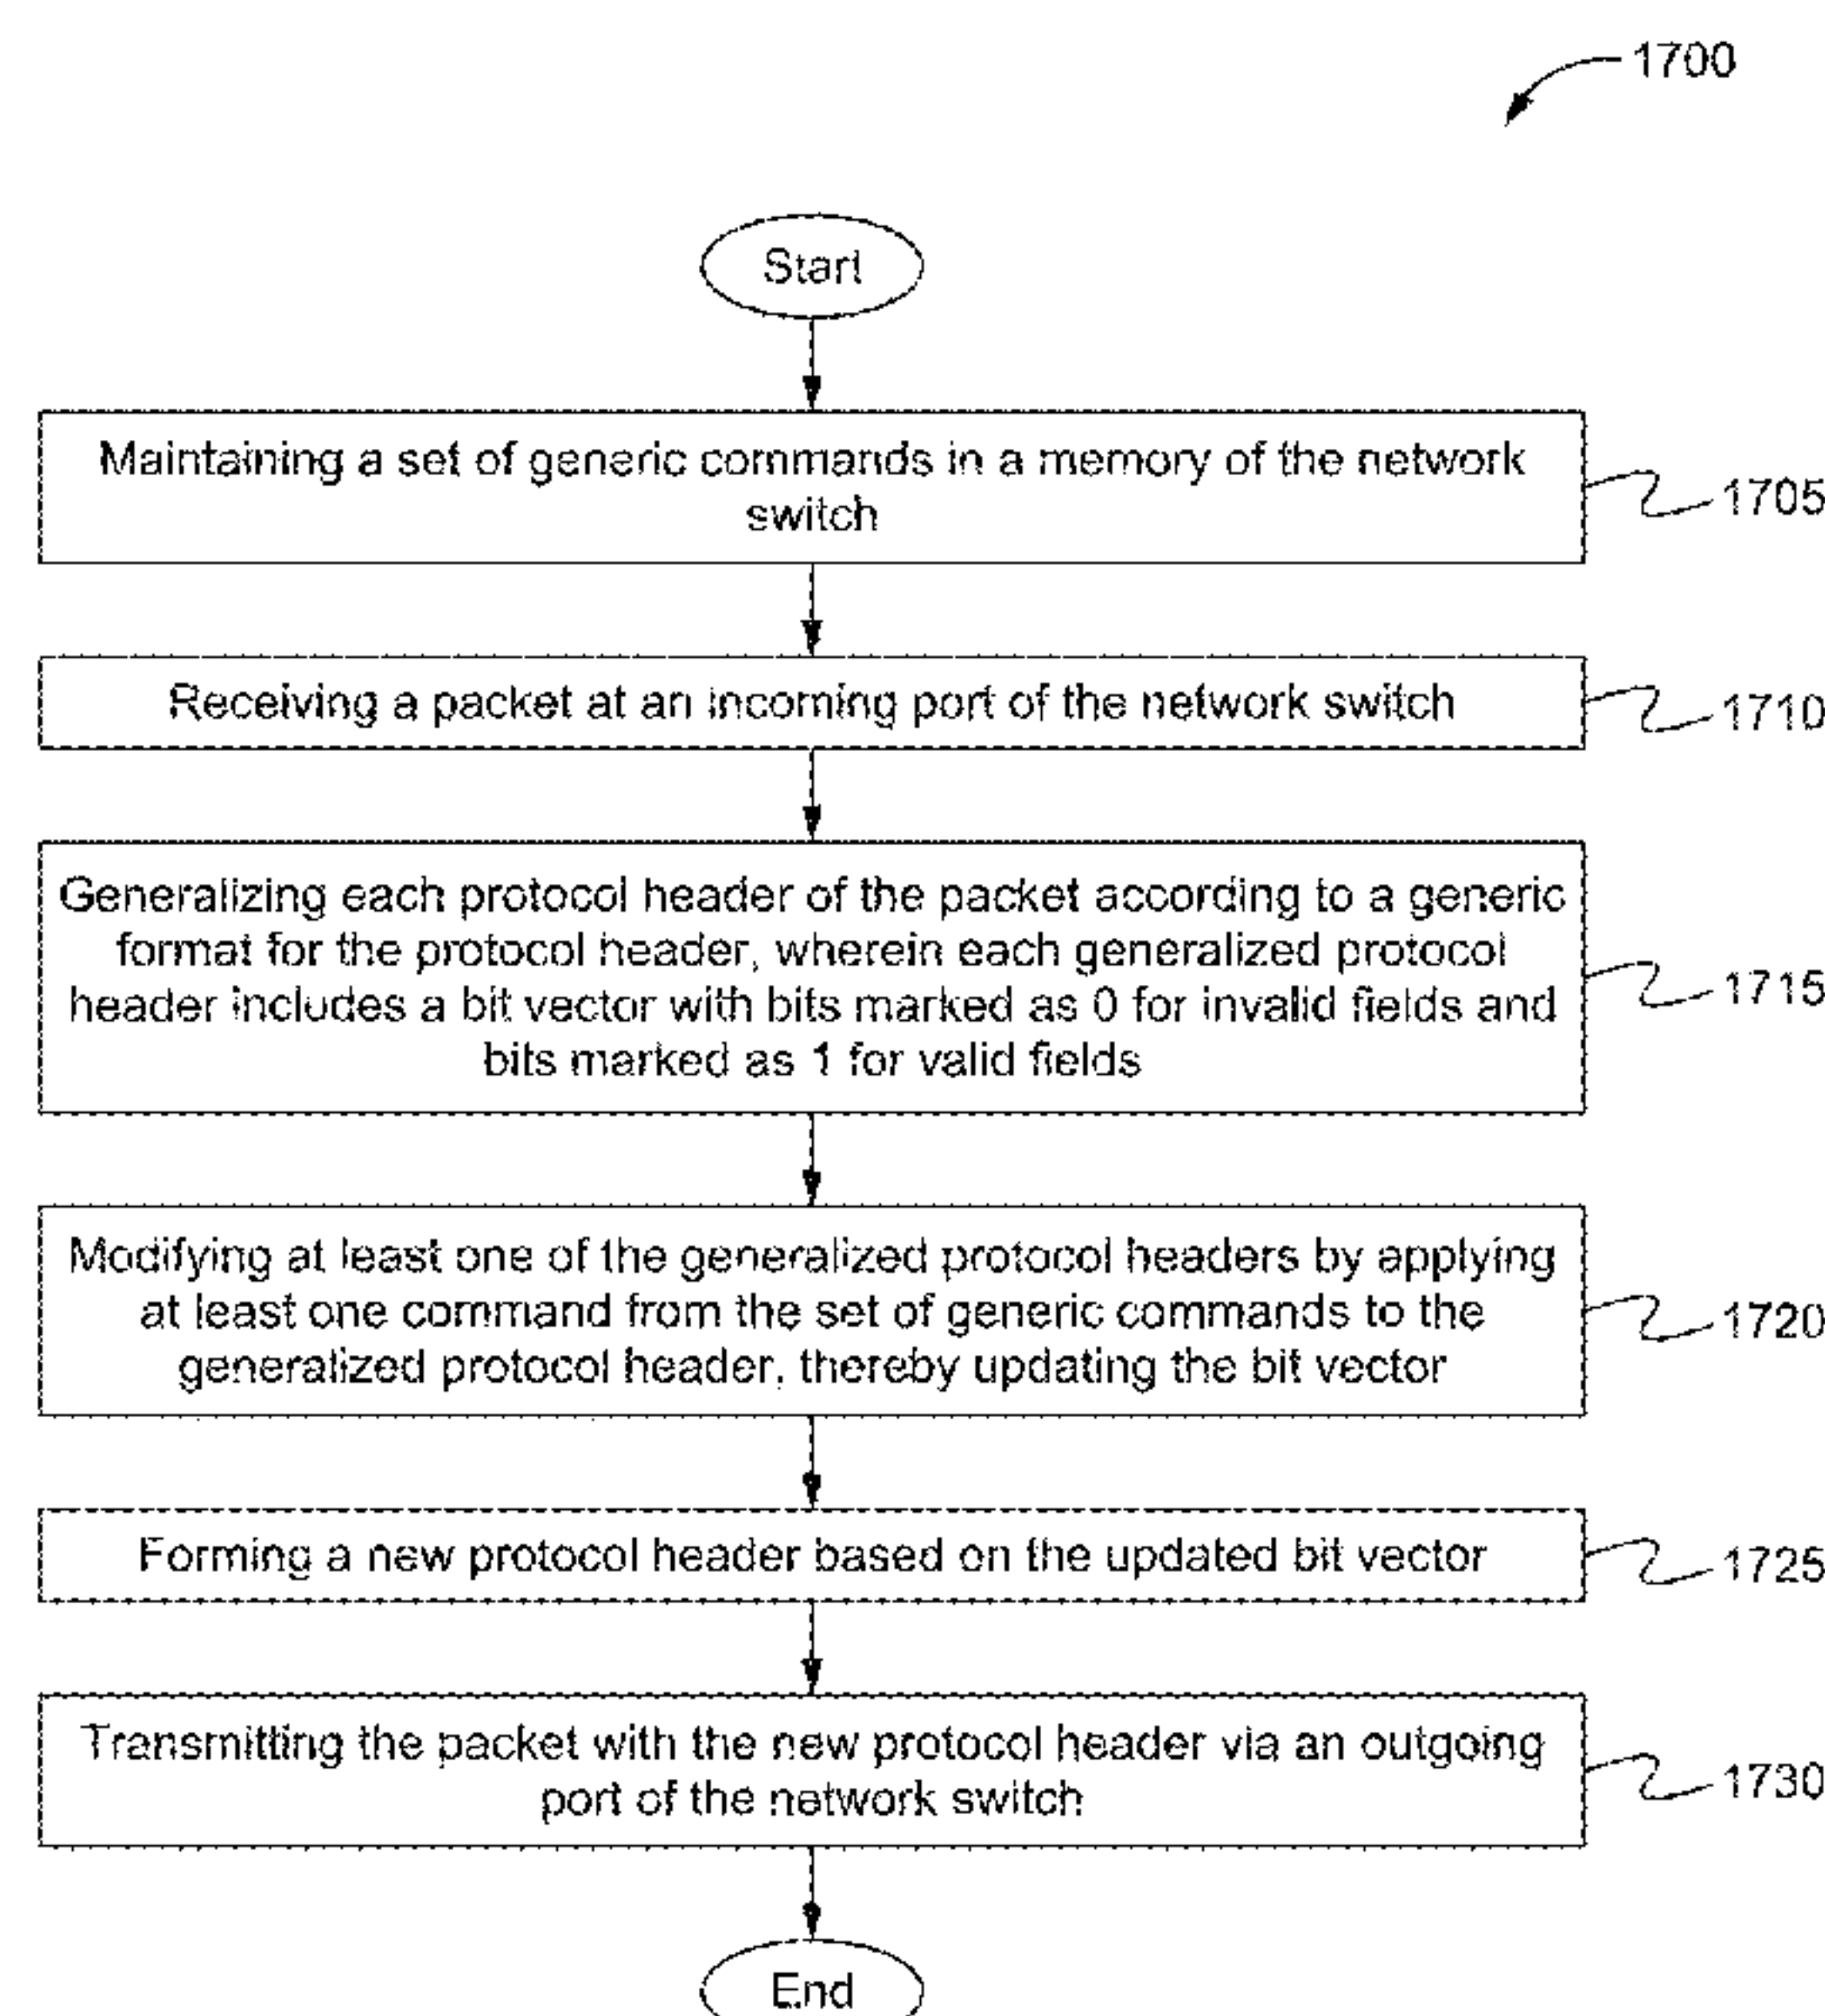 1700
Start
Maintaining a set of generic commands in a memory of the network
switch
1705
Receiving a packet at an incoming port of the network switch
1710
Generalizing each protocol header of the packet according to a generic
format for the protocol header, wherein each generalized protocol
header includes a bit vector with bits marked as 0 for invalid fields and
bits marked as 1 for valid fields
1715
Modifying at least one of the generalized protocol headers by applying
at least one command from the set of generic commands to the
generalized protocol header, thereby updating the bit vector
1720
Forming a new protocol header based on the updated bit vector
1725
Transmitting the packet with the new protocol header via an outgoing
port of the network switch
1730
End